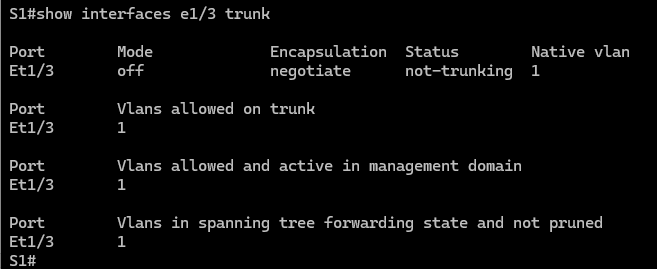 S1#show interfaces e1/3 trunk
Port Mode Encapsulation Status Native vlan
Et1/3 off negotiate not-trunking 1
Port Vlans allowed on trunk
Et1/3 1
Port Vlans allowed and active in management domain
Et1/3 1
Port Vlans in spanning tree forwarding state and not pruned
Et1/3 1
S1#